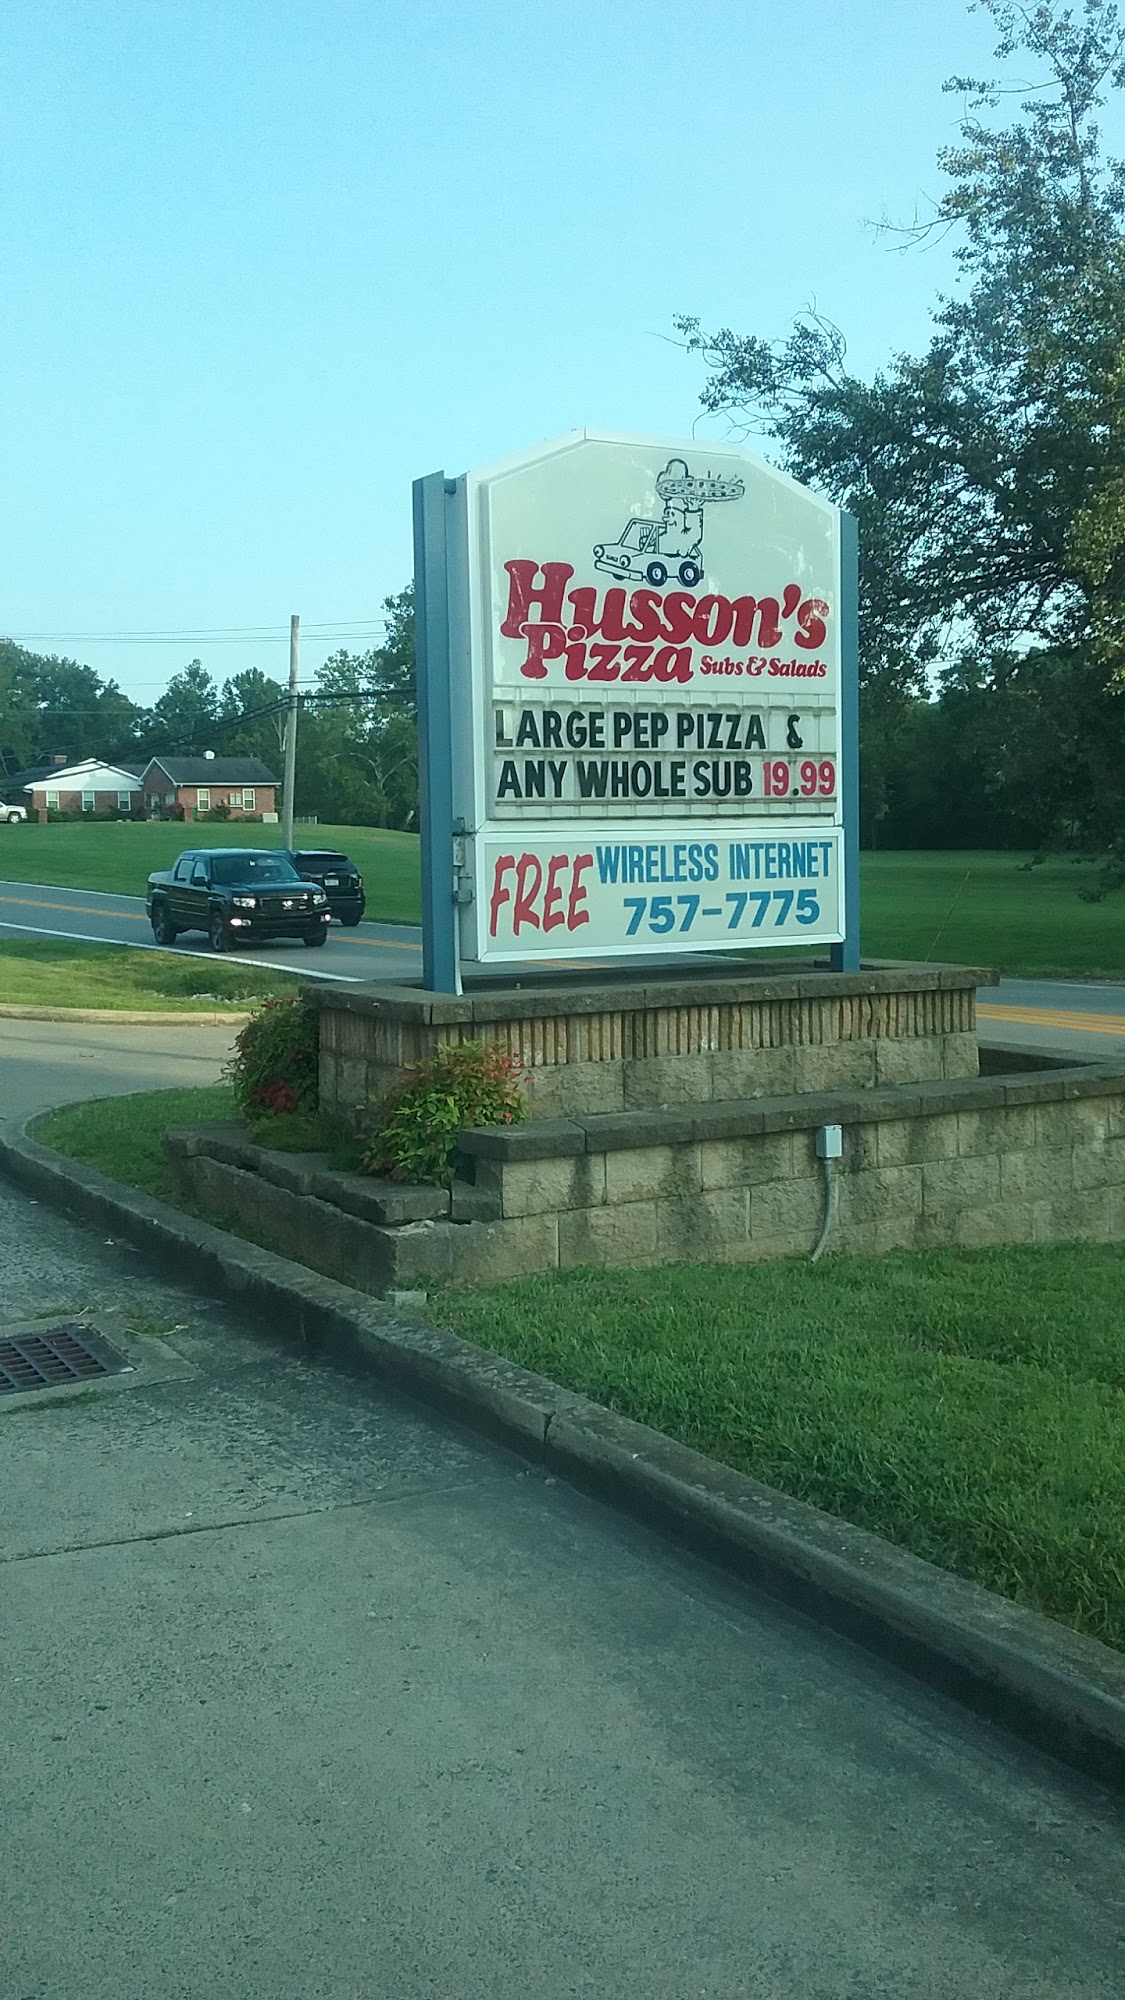 Husson's
Pizza Subs & Salads
LARGE PEP PIZZA &
ANY WHOLE SUB 19.99
FREE WIRELESS INTERNET
757-7775